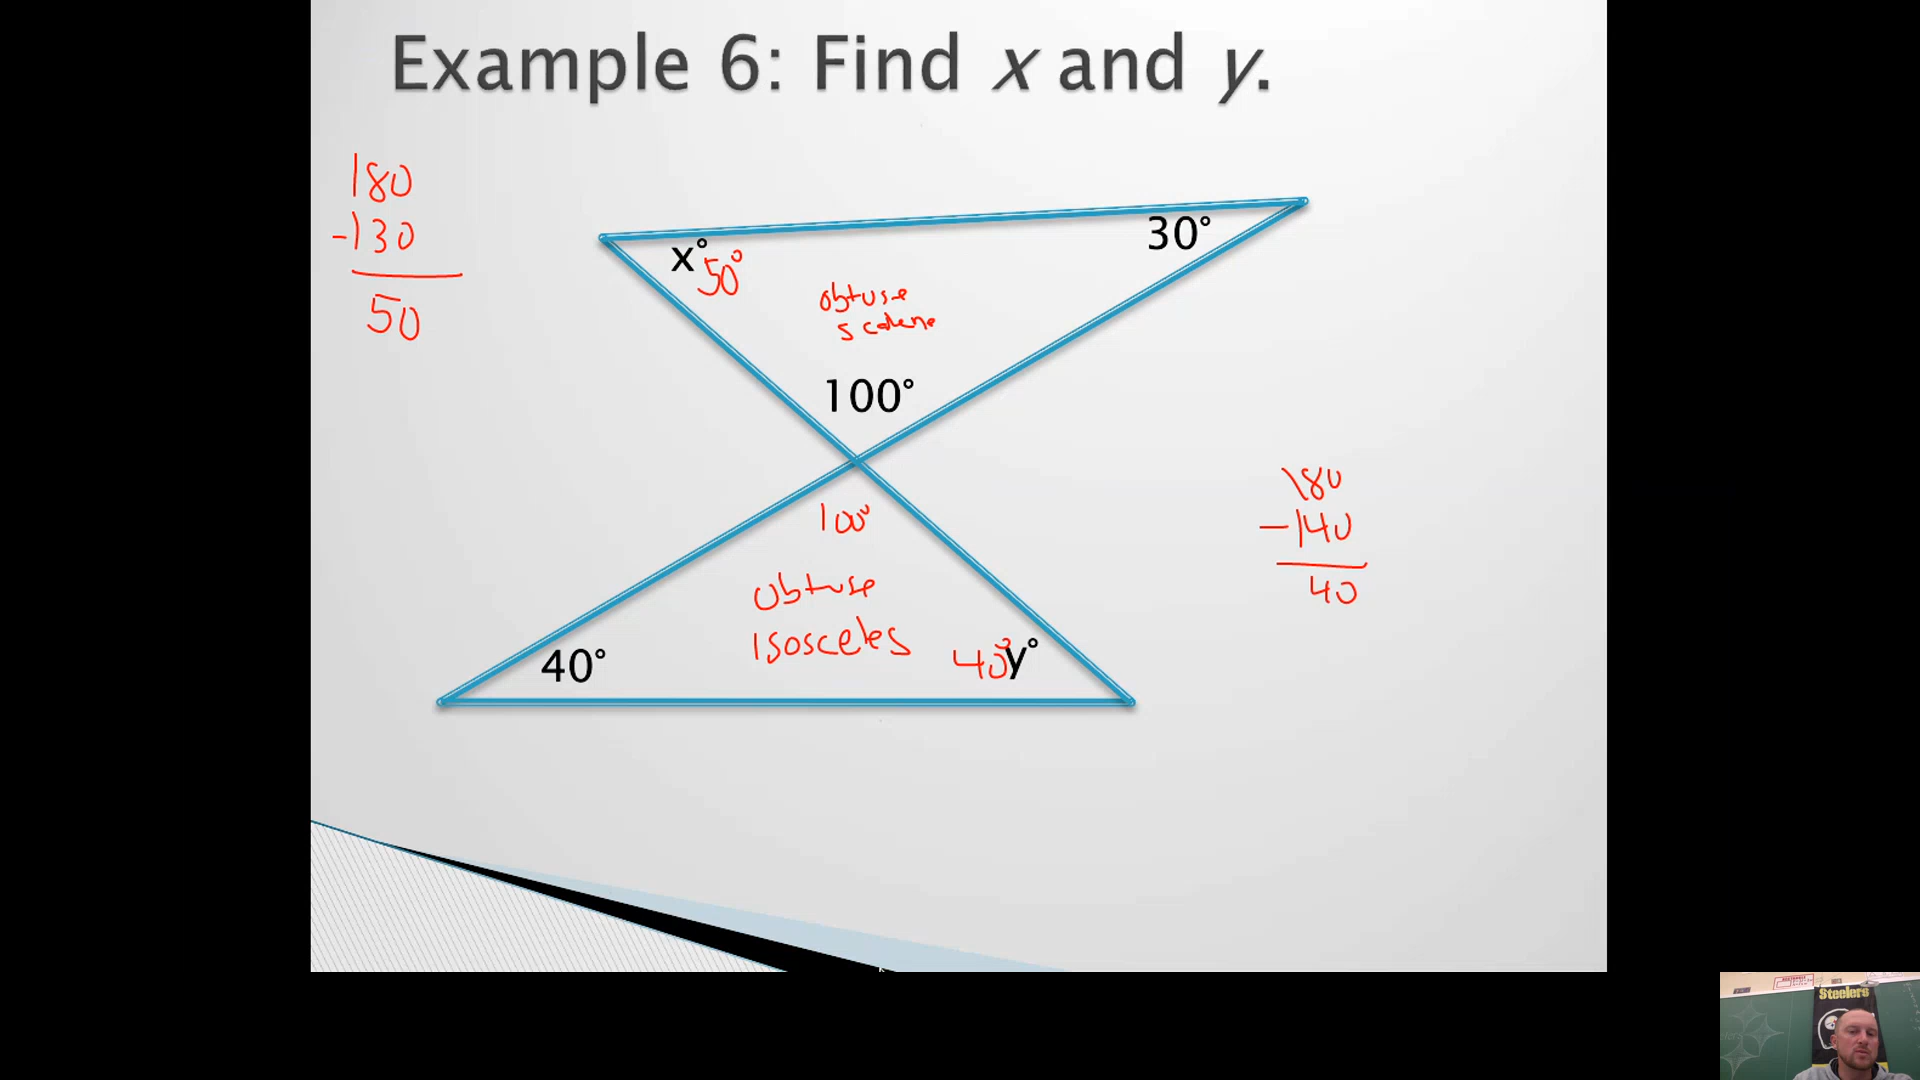 Example 6: Find x and y.
180
-130
50
x°
50°
30°
obtuse
scalene
100°
180
-140
40
100°
obtuse
Isosceles
40°
40°
y°
Steelers